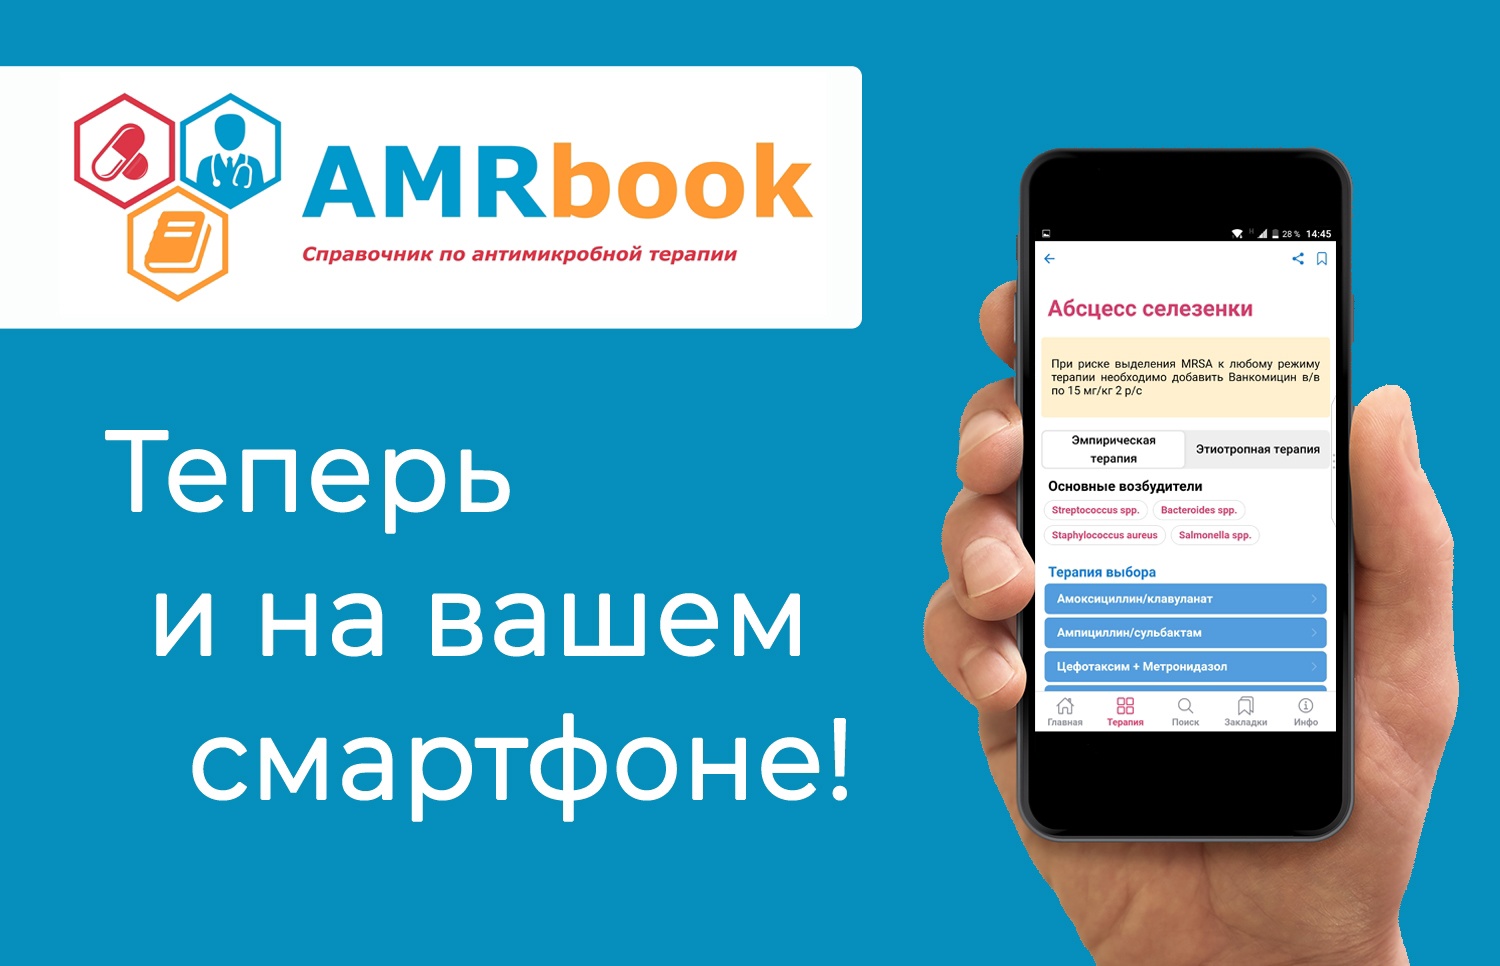 AMRbook
Справочник по антимикробной терапии
Теперь
и на вашем
смартфоне!
H 28 % 14:45
Абсцесс селезенки
При риске выделения MRSA к любому режиму
терапии необходимо добавить Ванкомицин в/в
по 15 мг/кг 2 р/с
Эмпирическая
терапия
Этиотропная терапия
Основные возбудители
Streptococcus spp. Bacteroides spp.
Staphylococcus aureus Salmonella spp.
Терапия выбора
Амоксициллин/клавуланат
Ампициллин/сульбактам
Цефотаксим + Метронидазол
Главная Терапия Поиск Закладки Инфо